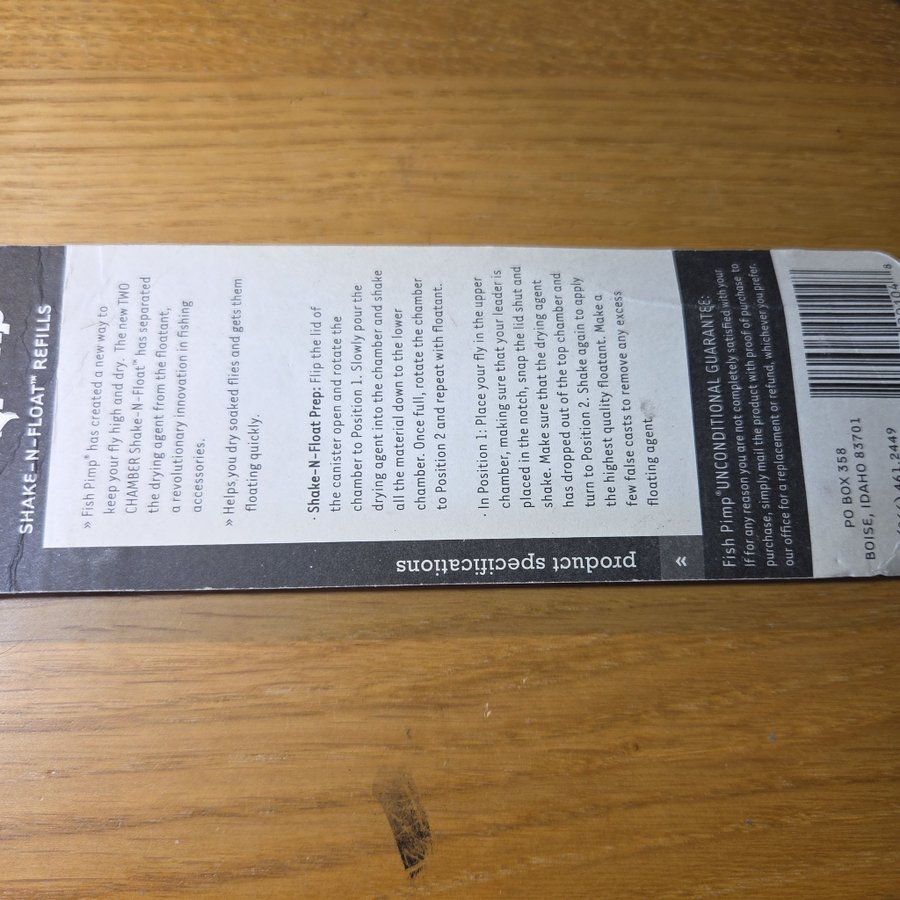 SHAKE–N–FLOAT™ REFILLS
» Fish Pimp® has created a new way to
keep your fly high and dry. The new TWO
CHAMBER Shake–N–Float™ has separated
the drying agent from the floatant,
a revolutionary innovation in fishing
accessories.
» Helps you dry soaked flies and gets them
floating quickly.
· Shake–N–Float Prep: Flip the lid of
the canister open and rotate the
chamber to Position 1. Slowly pour the
drying agent into the chamber and shake
all the material down to the lower
chamber. Once full, rotate the chamber
to Position 2 and repeat with floatant.
· In Position 1: Place your fly in the upper
chamber, making sure that your leader is
placed in the notch, snap the lid shut and
shake. Make sure that the drying agent
has dropped out of the top chamber and
turn to Position 2. Shake again to apply
the highest quality floatant. Make a
few false casts to remove any excess
floating agent.
product specifications »
Fish Pimp® UNCONDITIONAL GUARANTEE:
If for any reason you are not completely satisfied with your
purchase, simply mail the product with proof of purchase to
our office for a replacement or refund, whichever you prefer.
PO BOX 358
BOISE, IDAHO 83701
461.2449